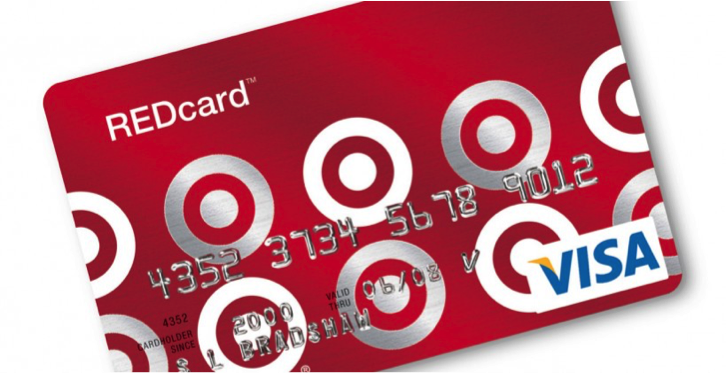 REDcard™
4352 3734 5678 9012
4352
2000
VALID
THRU
06/08 V
VISA
CARDHOLDER
SINCE
S L BRADSHAW
®